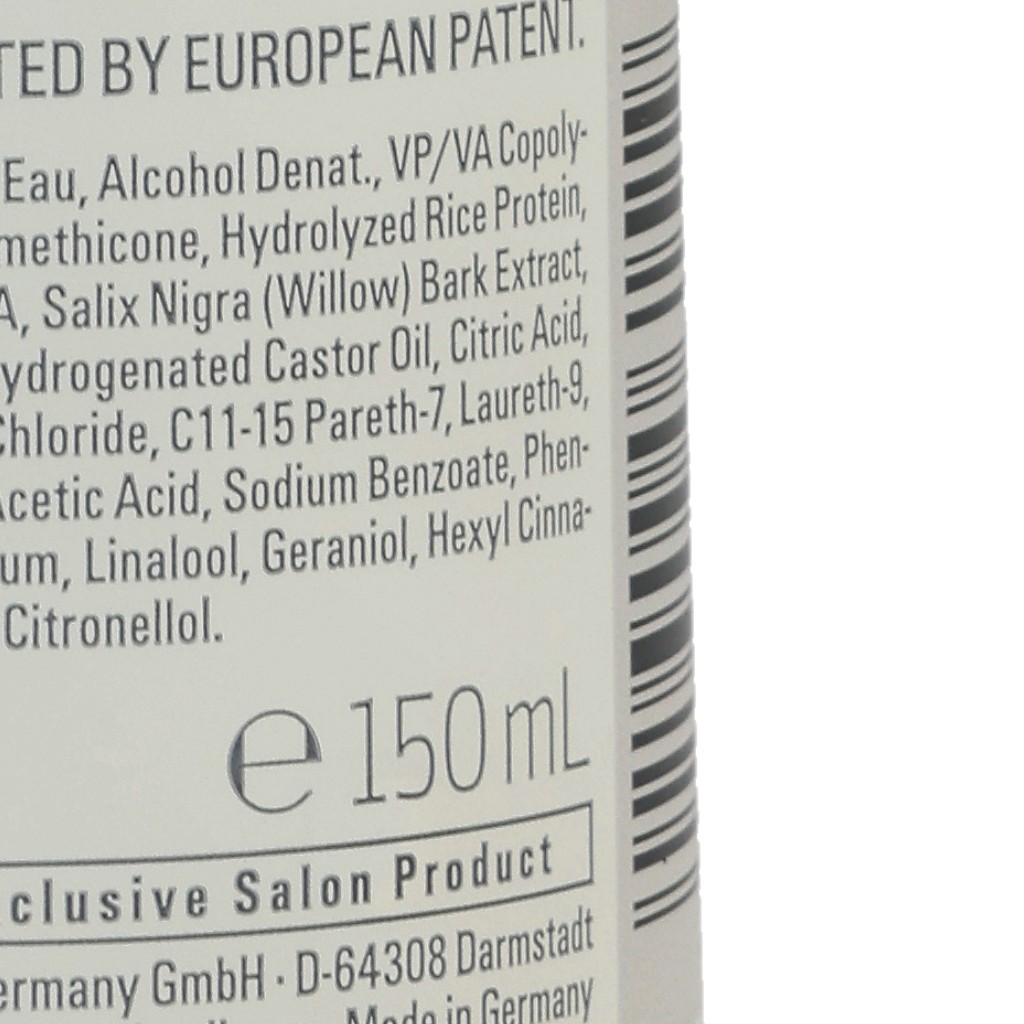 TED BY EUROPEAN PATENT.
Eau, Alcohol Denat., VP/VA Copoly-
methicone, Hydrolyzed Rice Protein,
A, Salix Nigra (Willow) Bark Extract,
ydrogenated Castor Oil, Citric Acid,
Chloride, C11-15 Pareth-7, Laureth-9,
Acetic Acid, Sodium Benzoate, Phen-
um, Linalool, Geraniol, Hexyl Cinna-
Citronellol.
℮ 150 mL
clusive Salon Product
ermany GmbH · D-64308 Darmstadt
Made in Germany